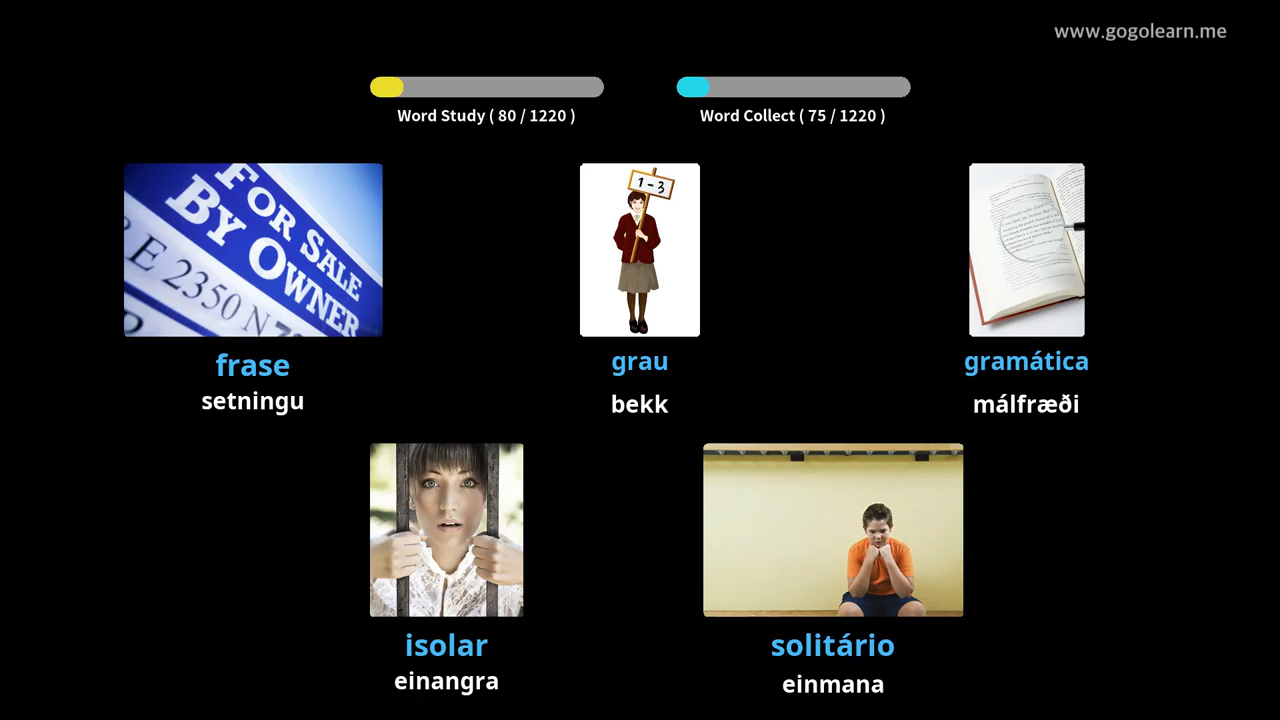 www.gogolearn.me
Word Study ( 80 / 1220 )
Word Collect ( 75 / 1220 )
FOR SALE
BY OWNER
E 2350 N
1 - 3
frase
grau
gramática
setningu
bekk
málfræði
isolar
solitário
einangra
einmana